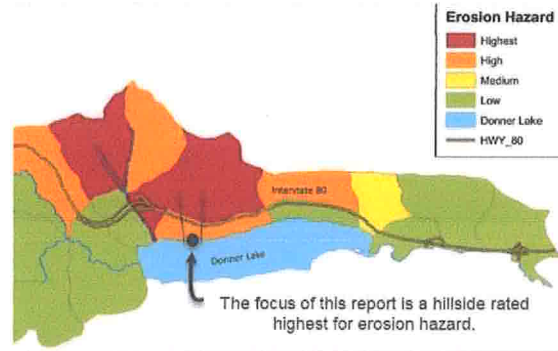 Erosion Hazard
Highest
High
Medium
Low
Donner Lake
HWY_80
Interstate 80
Donner Lake
The focus of this report is a hillside rated
highest for erosion hazard.